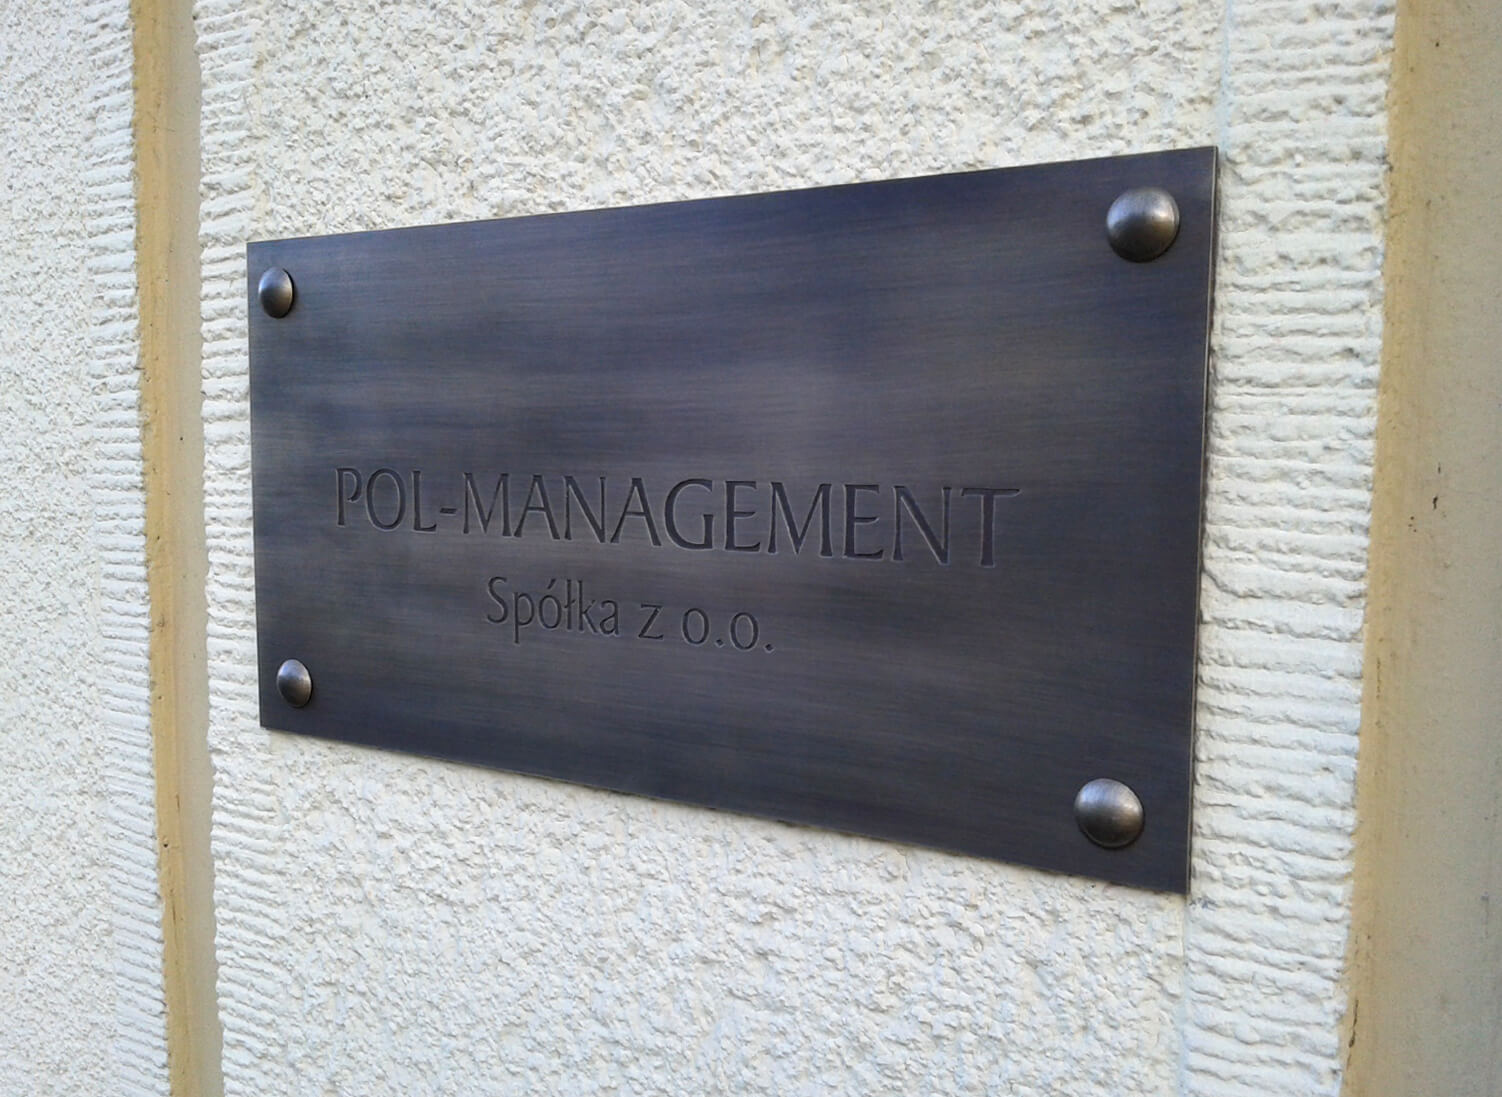 POL-MANAGEMENT
Spółka z o.o.